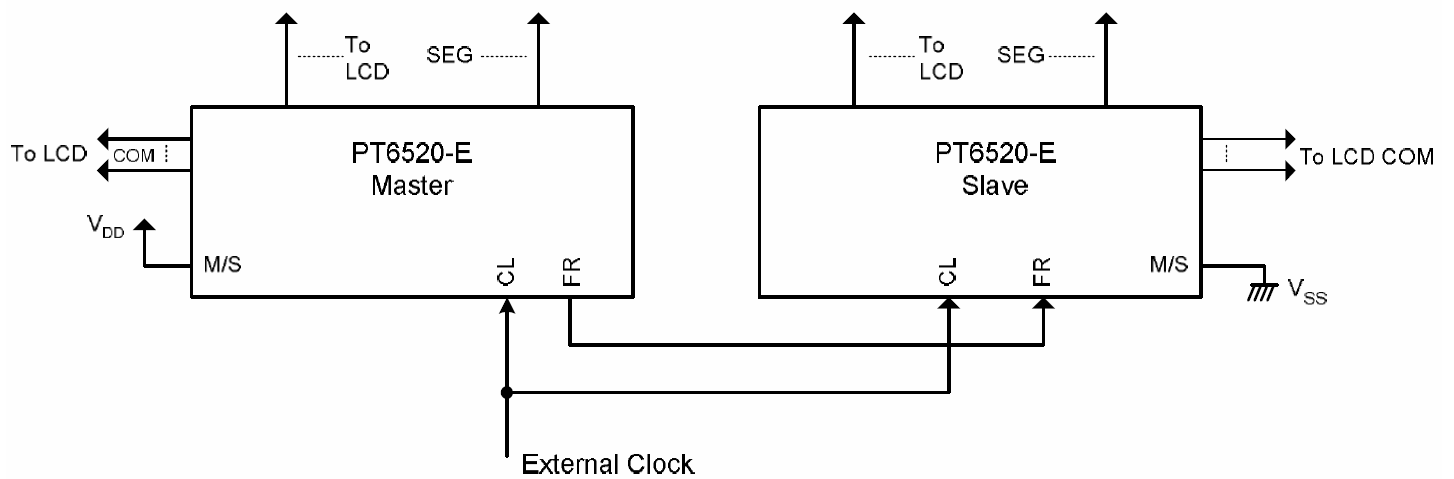 To
LCD
SEG
To
LCD
SEG
PT6520-E
Master
PT6520-E
Slave
To LCD
COM
To LCD COM
VDD
M/S
CL
FR
CL
FR
M/S
VSS
External Clock